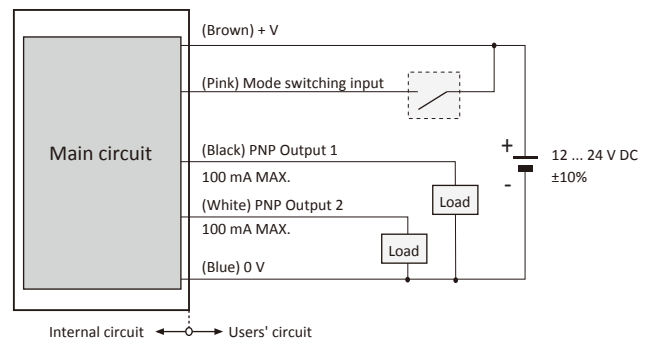 (Brown) + V
(Pink) Mode switching input
Main circuit
(Black) PNP Output 1
100 mA MAX.
(White) PNP Output 2
100 mA MAX.
(Blue) 0 V
Load
Load
+
-
12 ... 24 V DC
±10%
Internal circuit
Users' circuit